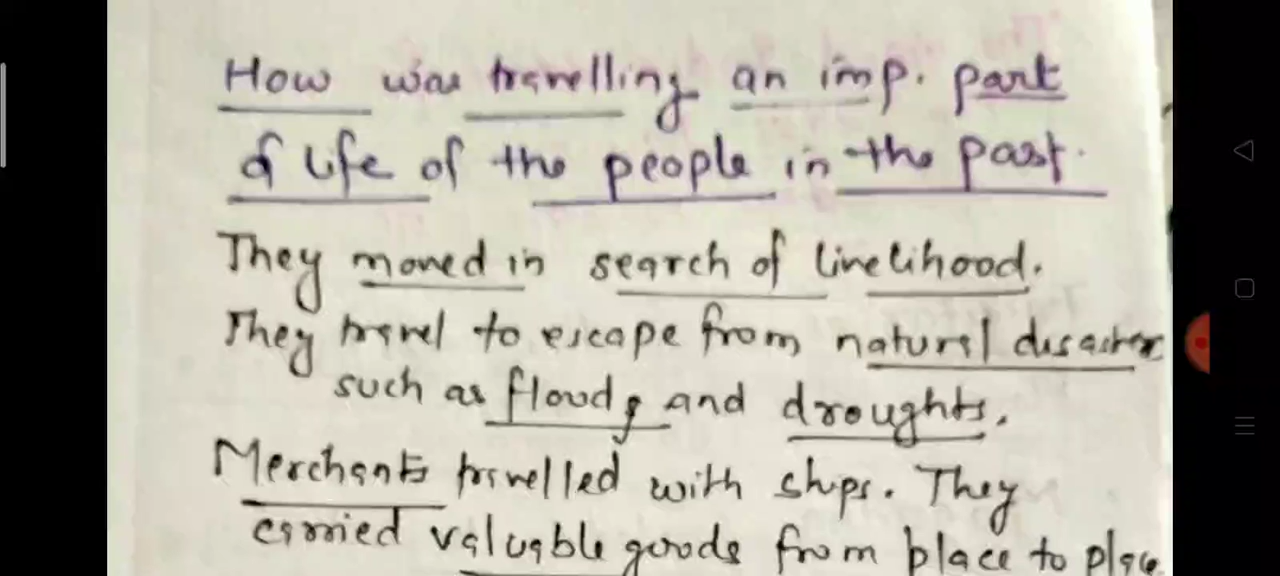 How was travelling an imp. part
of life of the people in the past.
They moved in search of livelihood.
They travel to escape from natural disaster
such as floods and droughts.
Merchants travelled with ships. They
carried valuable goods from place to place